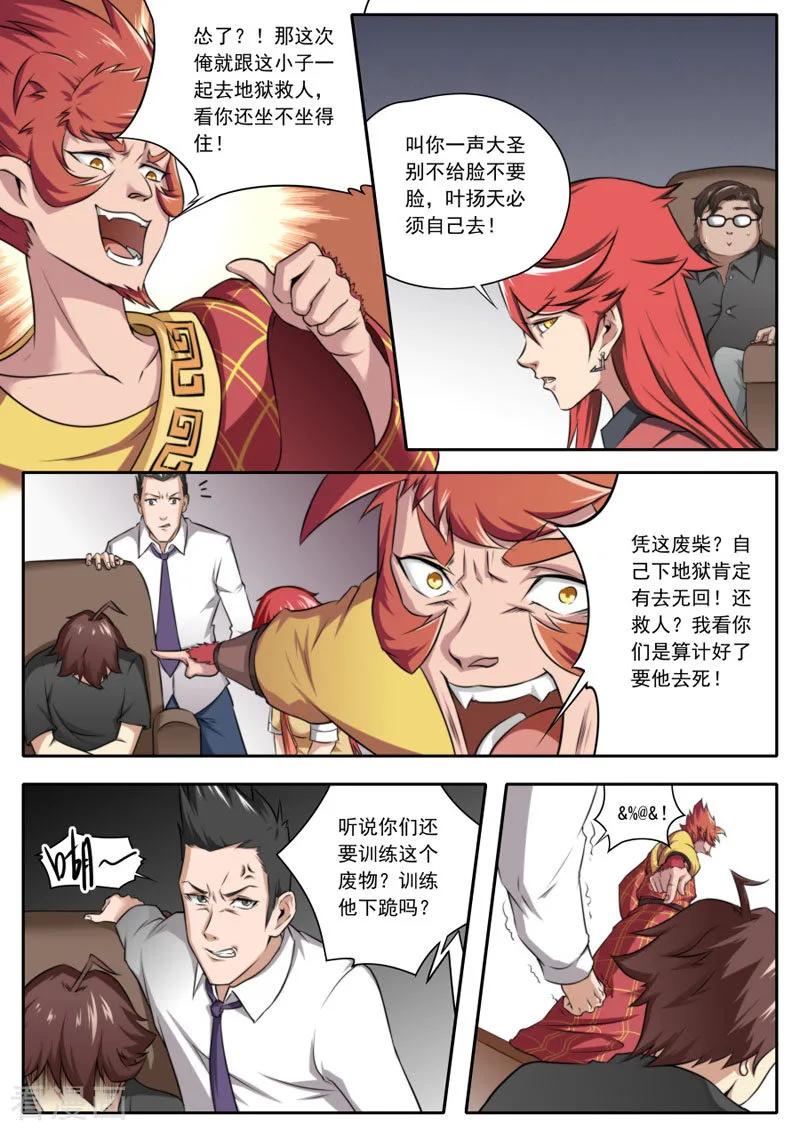 怂了？！那这次
俺就跟这小子一
起去地狱救人，
看你还坐不坐得
住！
叫你一声大圣
别不给脸不要
脸，叶扬天必
须自己去！
凭这废柴？自
己下地狱肯定
有去无回！还
救人？我看你
们是算计好了
要他去死！
听说你们还
要训练这个
废物？训练
他下跪吗？
&%@&！
看漫画